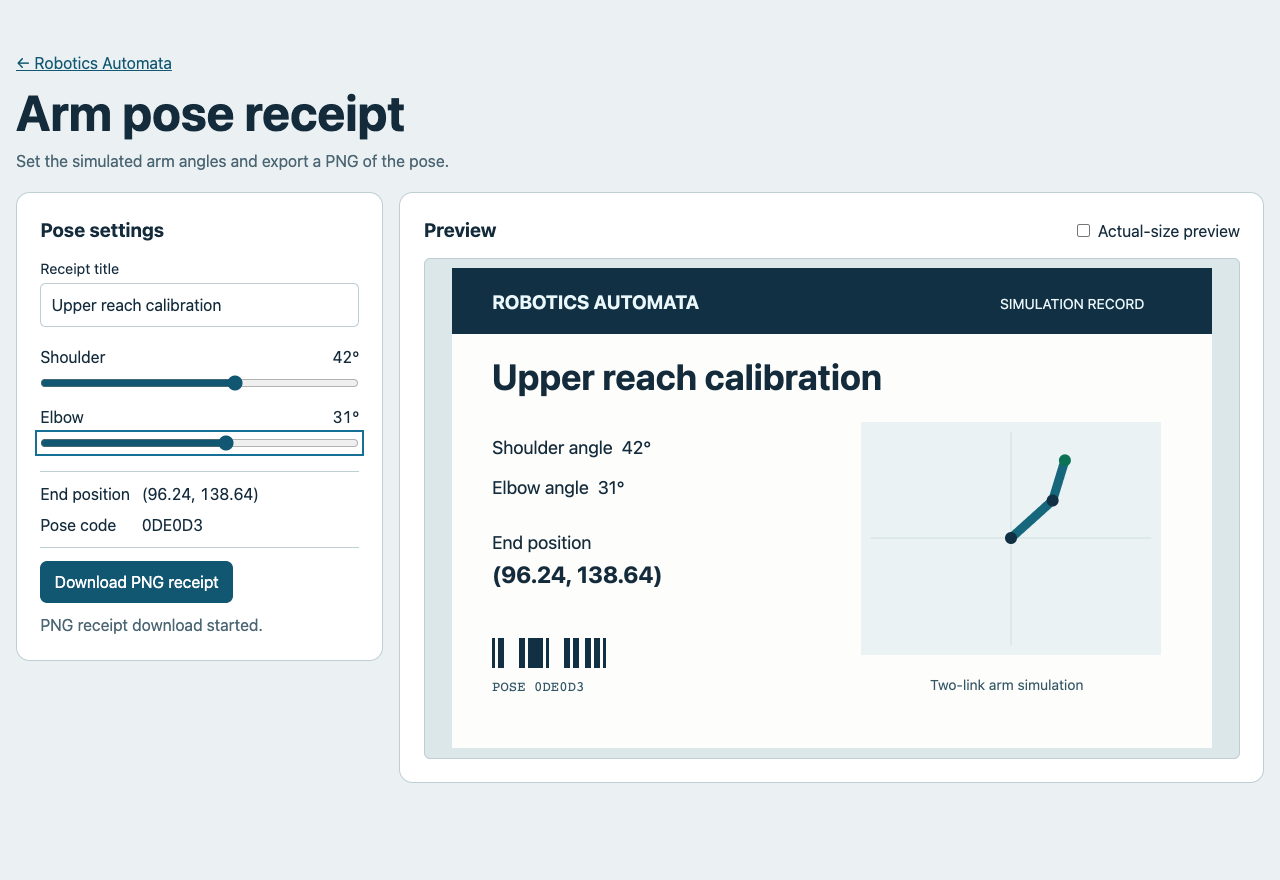 ← Robotics Automata
Arm pose receipt
Set the simulated arm angles and export a PNG of the pose.
Pose settings
Receipt title
Upper reach calibration
Shoulder 42°
Elbow 31°
End position (96.24, 138.64)
Pose code 0DE0D3
Download PNG receipt
PNG receipt download started.
Preview
Actual-size preview
ROBOTICS AUTOMATA
SIMULATION RECORD
Upper reach calibration
Shoulder angle 42°
Elbow angle 31°
End position
(96.24, 138.64)
POSE 0DE0D3
Two-link arm simulation